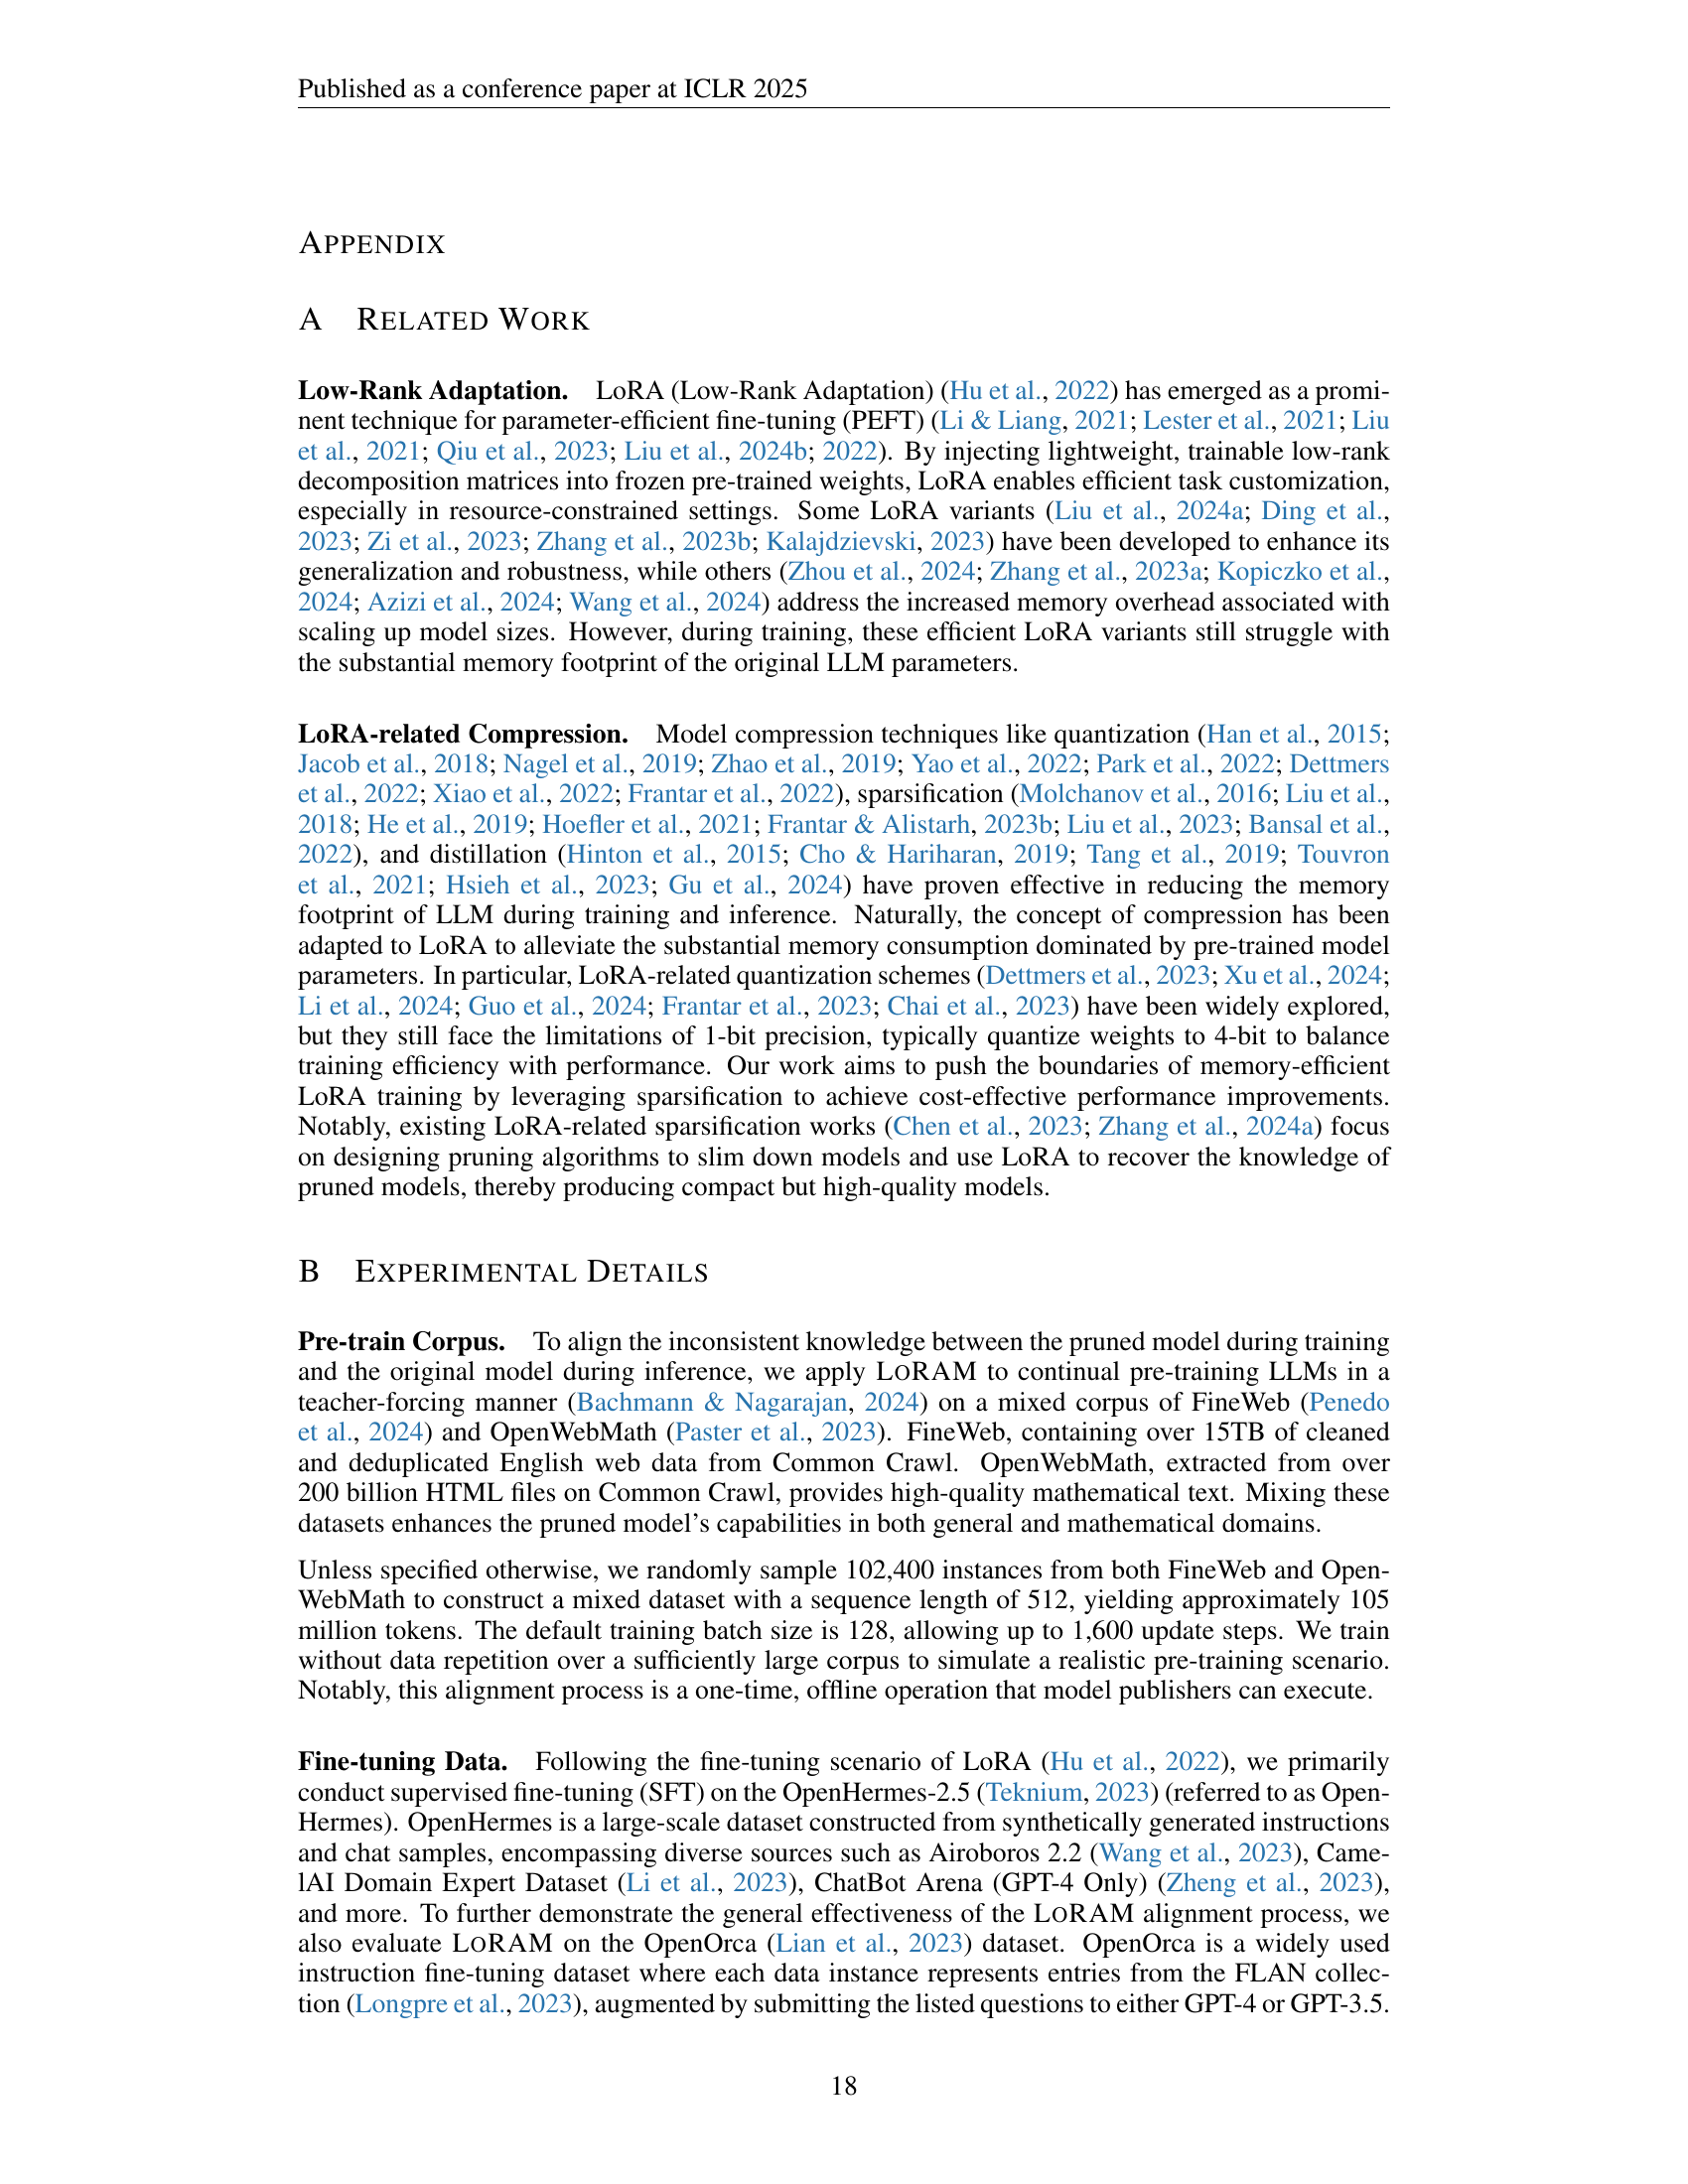 Published as a conference paper at ICLR 2025
APPENDIX
A RELATED WORK
Low-Rank Adaptation. LoRA (Low-Rank Adaptation) (Hu et al., 2022) has emerged as a promi-
nent technique for parameter-efficient fine-tuning (PEFT) (Li & Liang, 2021; Lester et al., 2021; Liu
et al., 2021; Qiu et al., 2023; Liu et al., 2024b; 2022). By injecting lightweight, trainable low-rank
decomposition matrices into frozen pre-trained weights, LoRA enables efficient task customization,
especially in resource-constrained settings. Some LoRA variants (Liu et al., 2024a; Ding et al.,
2023; Zi et al., 2023; Zhang et al., 2023b; Kalajdzievski, 2023) have been developed to enhance its
generalization and robustness, while others (Zhou et al., 2024; Zhang et al., 2023a; Kopiczko et al.,
2024; Azizi et al., 2024; Wang et al., 2024) address the increased memory overhead associated with
scaling up model sizes. However, during training, these efficient LoRA variants still struggle with
the substantial memory footprint of the original LLM parameters.
LoRA-related Compression. Model compression techniques like quantization (Han et al., 2015;
Jacob et al., 2018; Nagel et al., 2019; Zhao et al., 2019; Yao et al., 2022; Park et al., 2022; Dettmers
et al., 2022; Xiao et al., 2022; Frantar et al., 2022), sparsification (Molchanov et al., 2016; Liu et al.,
2018; He et al., 2019; Hoefler et al., 2021; Frantar & Alistarh, 2023b; Liu et al., 2023; Bansal et al.,
2022), and distillation (Hinton et al., 2015; Cho & Hariharan, 2019; Tang et al., 2019; Touvron
et al., 2021; Hsieh et al., 2023; Gu et al., 2024) have proven effective in reducing the memory
footprint of LLM during training and inference. Naturally, the concept of compression has been
adapted to LoRA to alleviate the substantial memory consumption dominated by pre-trained model
parameters. In particular, LoRA-related quantization schemes (Dettmers et al., 2023; Xu et al., 2024;
Li et al., 2024; Guo et al., 2024; Frantar et al., 2023; Chai et al., 2023) have been widely explored,
but they still face the limitations of 1-bit precision, typically quantize weights to 4-bit to balance
training efficiency with performance. Our work aims to push the boundaries of memory-efficient
LoRA training by leveraging sparsification to achieve cost-effective performance improvements.
Notably, existing LoRA-related sparsification works (Chen et al., 2023; Zhang et al., 2024a) focus
on designing pruning algorithms to slim down models and use LoRA to recover the knowledge of
pruned models, thereby producing compact but high-quality models.
B EXPERIMENTAL DETAILS
Pre-train Corpus. To align the inconsistent knowledge between the pruned model during training
and the original model during inference, we apply LORAM to continual pre-training LLMs in a
teacher-forcing manner (Bachmann & Nagarajan, 2024) on a mixed corpus of FineWeb (Penedo
et al., 2024) and OpenWebMath (Paster et al., 2023). FineWeb, containing over 15TB of cleaned
and deduplicated English web data from Common Crawl. OpenWebMath, extracted from over
200 billion HTML files on Common Crawl, provides high-quality mathematical text. Mixing these
datasets enhances the pruned model's capabilities in both general and mathematical domains.
Unless specified otherwise, we randomly sample 102,400 instances from both FineWeb and Open-
WebMath to construct a mixed dataset with a sequence length of 512, yielding approximately 105
million tokens. The default training batch size is 128, allowing up to 1,600 update steps. We train
without data repetition over a sufficiently large corpus to simulate a realistic pre-training scenario.
Notably, this alignment process is a one-time, offline operation that model publishers can execute.
Fine-tuning Data. Following the fine-tuning scenario of LoRA (Hu et al., 2022), we primarily
conduct supervised fine-tuning (SFT) on the OpenHermes-2.5 (Teknium, 2023) (referred to as Open-
Hermes). OpenHermes is a large-scale dataset constructed from synthetically generated instructions
and chat samples, encompassing diverse sources such as Airoboros 2.2 (Wang et al., 2023), Came-
lAI Domain Expert Dataset (Li et al., 2023), ChatBot Arena (GPT-4 Only) (Zheng et al., 2023),
and more. To further demonstrate the general effectiveness of the LORAM alignment process, we
also evaluate LORAM on the OpenOrca (Lian et al., 2023) dataset. OpenOrca is a widely used
instruction fine-tuning dataset where each data instance represents entries from the FLAN collec-
tion (Longpre et al., 2023), augmented by submitting the listed questions to either GPT-4 or GPT-3.5.
18